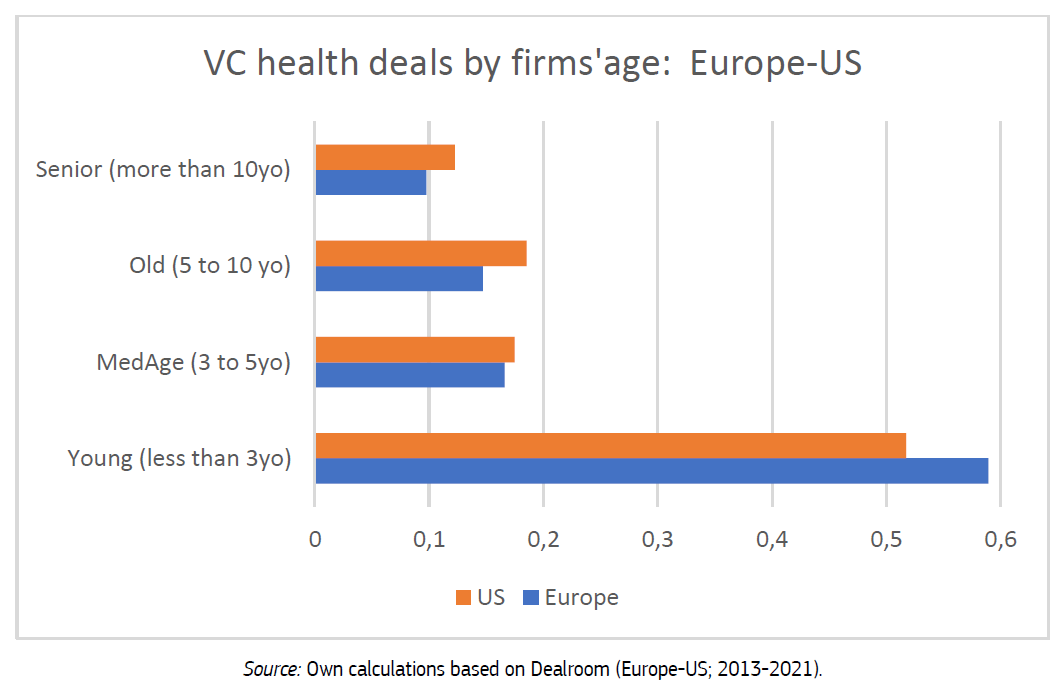 VC health deals by firms'age:  Europe-US
Senior (more than 10yo)
Old (5 to 10 yo)
MedAge (3 to 5yo)
Young (less than 3yo)
0 0,1 0,2 0,3 0,4 0,5 0,6
US Europe
Source: Own calculations based on Dealroom (Europe-US; 2013-2021).